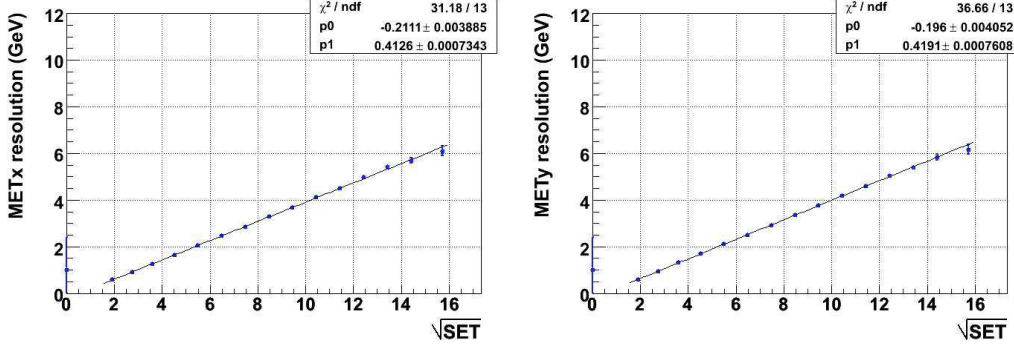 χ² / ndf 31.18 / 13
p0 -0.2111 ± 0.003885
p1 0.4126 ± 0.0007343
METx resolution (GeV)
12
10
8
6
4
2
0
0 2 4 6 8 10 12 14 16
√SET
χ² / ndf 36.66 / 13
p0 -0.196 ± 0.004052
p1 0.4191 ± 0.0007608
METy resolution (GeV)
12
10
8
6
4
2
0
0 2 4 6 8 10 12 14 16
√SET